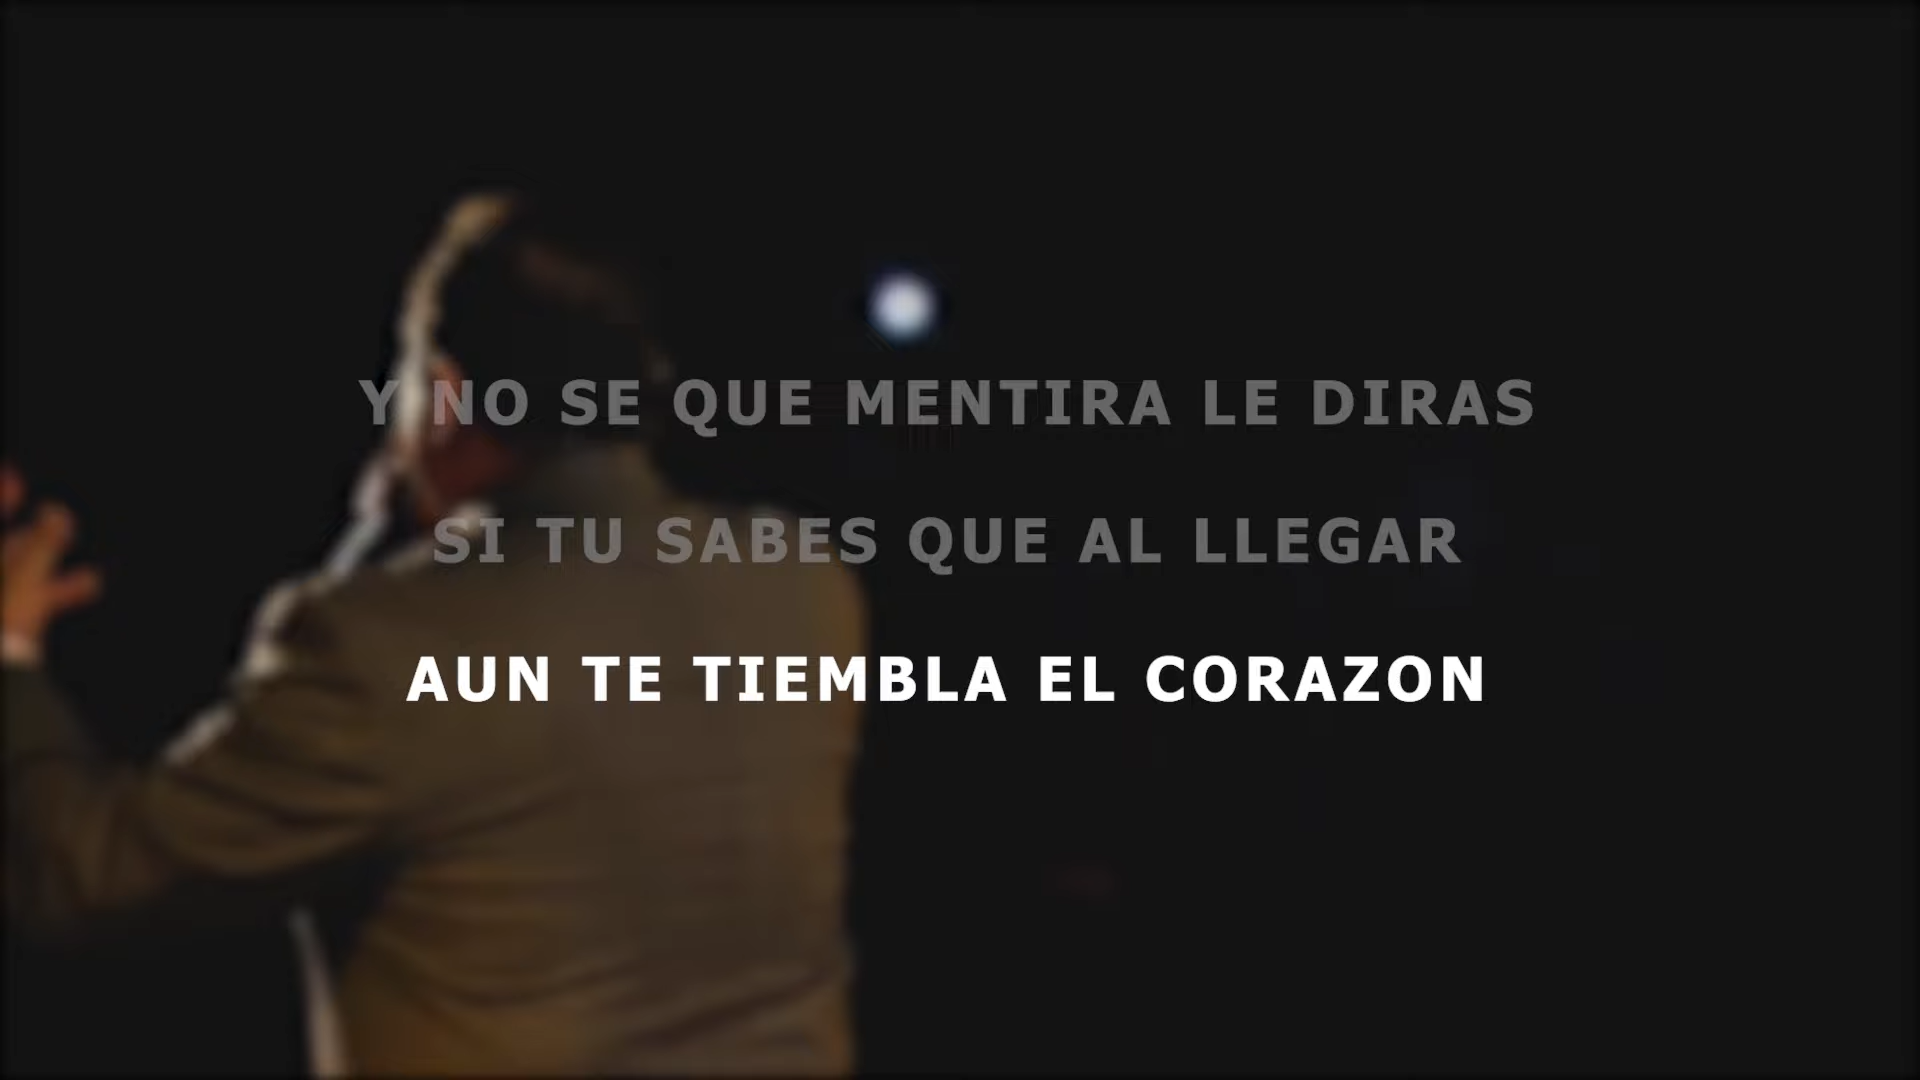 Y NO SE QUE MENTIRA LE DIRAS
SI TU SABES QUE AL LLEGAR
AUN TE TIEMBLA EL CORAZON